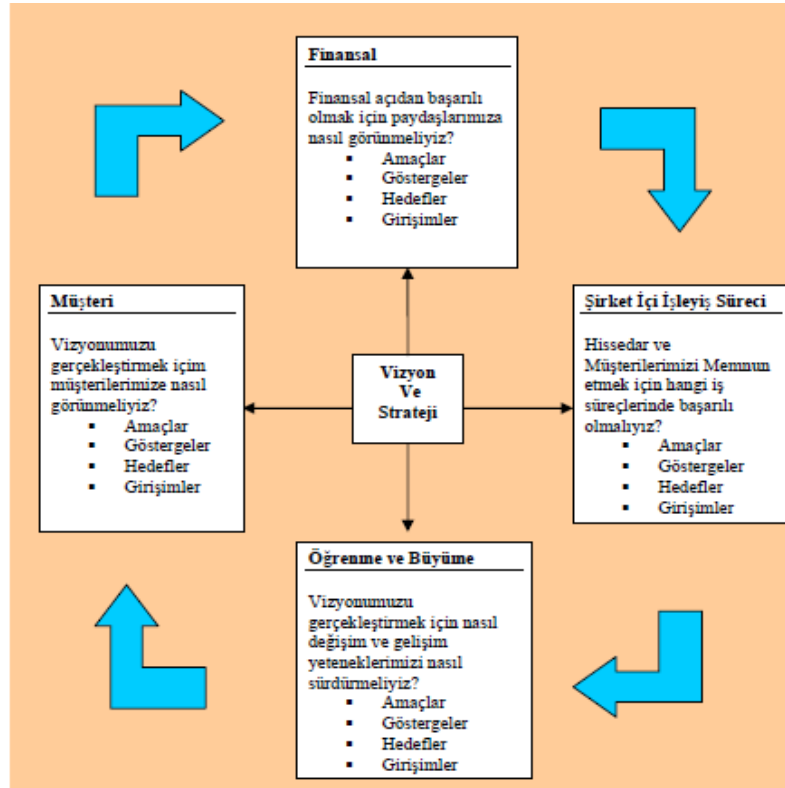 Finansal
Finansal açıdan başarılı
olmak için paydaşlarımıza
nasıl görünmeliyiz?
▪ Amaçlar
▪ Göstergeler
▪ Hedefler
▪ Girişimler
Müşteri
Vizyonumuzu
gerçekleştirmek içim
müşterilerimize nasıl
görünmeliyiz?
▪ Amaçlar
▪ Göstergeler
▪ Hedefler
▪ Girişimler
Vizyon
Ve
Strateji
Şirket İçi İşleyiş Süreci
Hissedar ve
Müşterilerimizi Memnun
etmek için hangi iş
süreçlerinde başarılı
olmalıyız?
▪ Amaçlar
▪ Göstergeler
▪ Hedefler
▪ Girişimler
Öğrenme ve Büyüme
Vizyonumuzu
gerçekleştirmek için nasıl
değişim ve gelişim
yeteneklerimizi nasıl
sürdürmeliyiz?
▪ Amaçlar
▪ Göstergeler
▪ Hedefler
▪ Girişimler